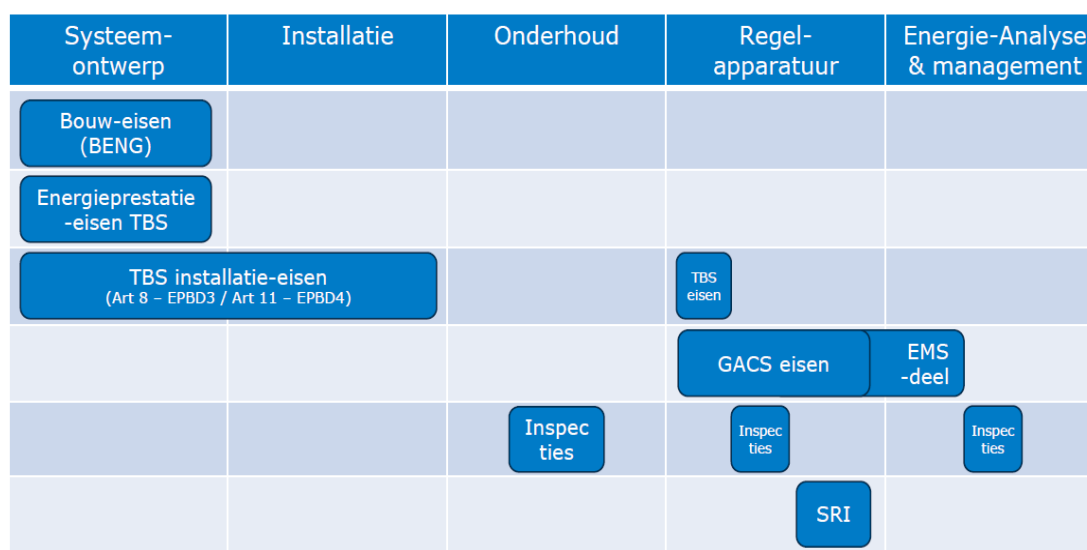 Systeem-
ontwerp
Installatie
Onderhoud
Regel-
apparatuur
Energie-Analyse
& management
Bouw-eisen
(BENG)
Energieprestatie
-eisen TBS
TBS installatie-eisen
(Art 8 – EPBD3 / Art 11 – EPBD4)
TBS
eisen
GACS eisen
EMS
-deel
Inspec
ties
Inspec
ties
Inspec
ties
SRI